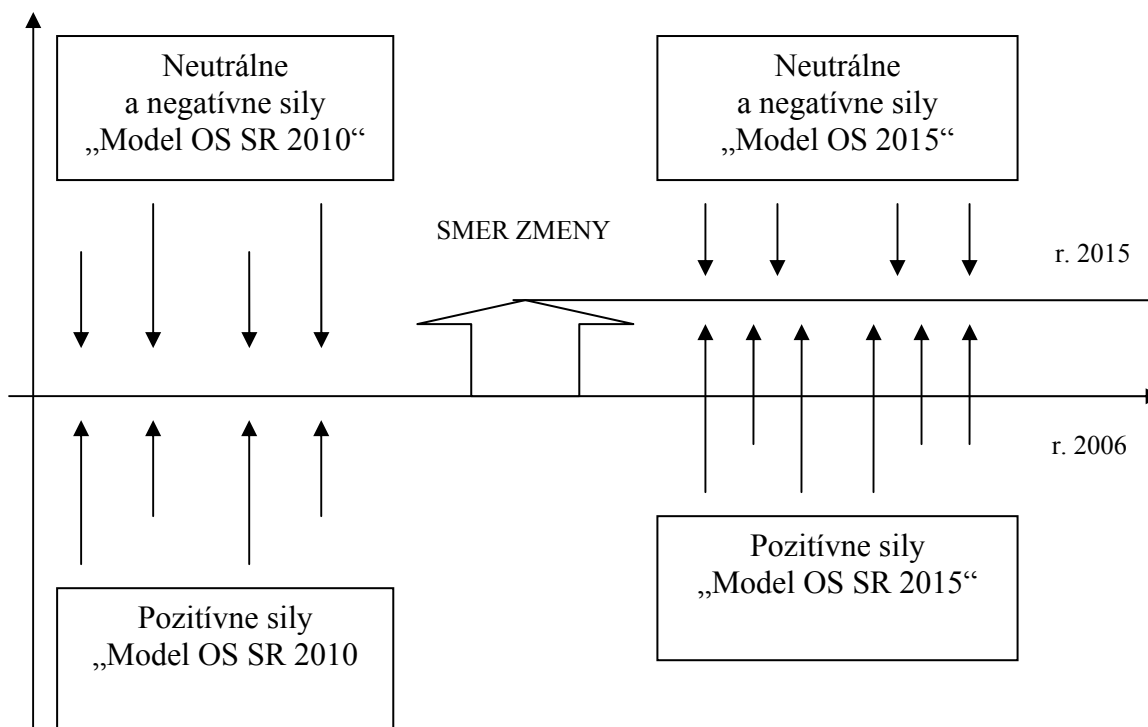 Neutrálne
a negatívne sily
„Model OS SR 2010“
Neutrálne
a negatívne sily
„Model OS 2015“
SMER ZMENY
r. 2015
r. 2006
Pozitívne sily
„Model OS SR 2015“
Pozitívne sily
„Model OS SR 2010